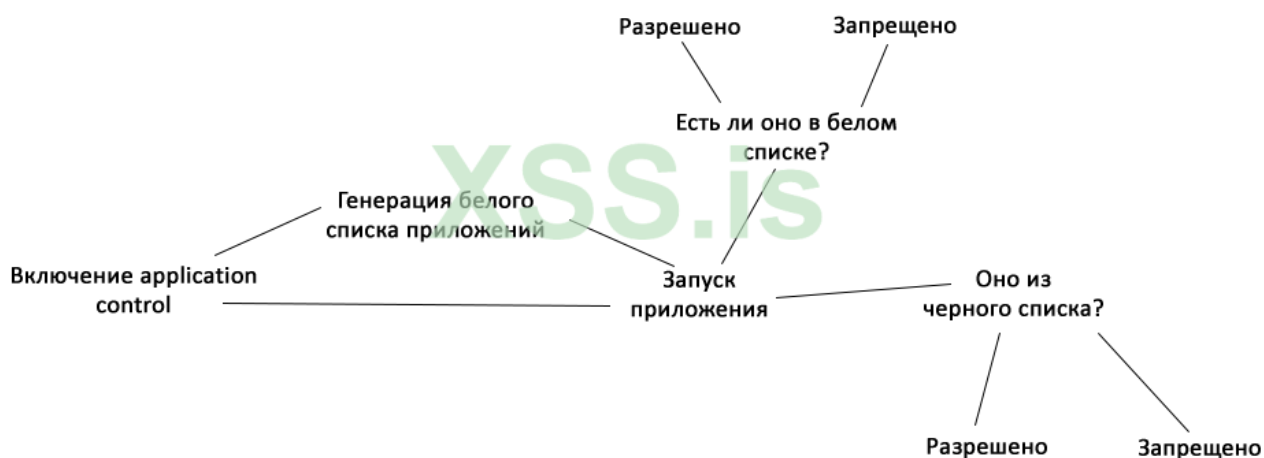 Разрешено
Запрещено
Есть ли оно в белом
списке?
XSS.is
Генерация белого
списка приложений
Включение application
control
Запуск
приложения
Оно из
черного списка?
Разрешено
Запрещено